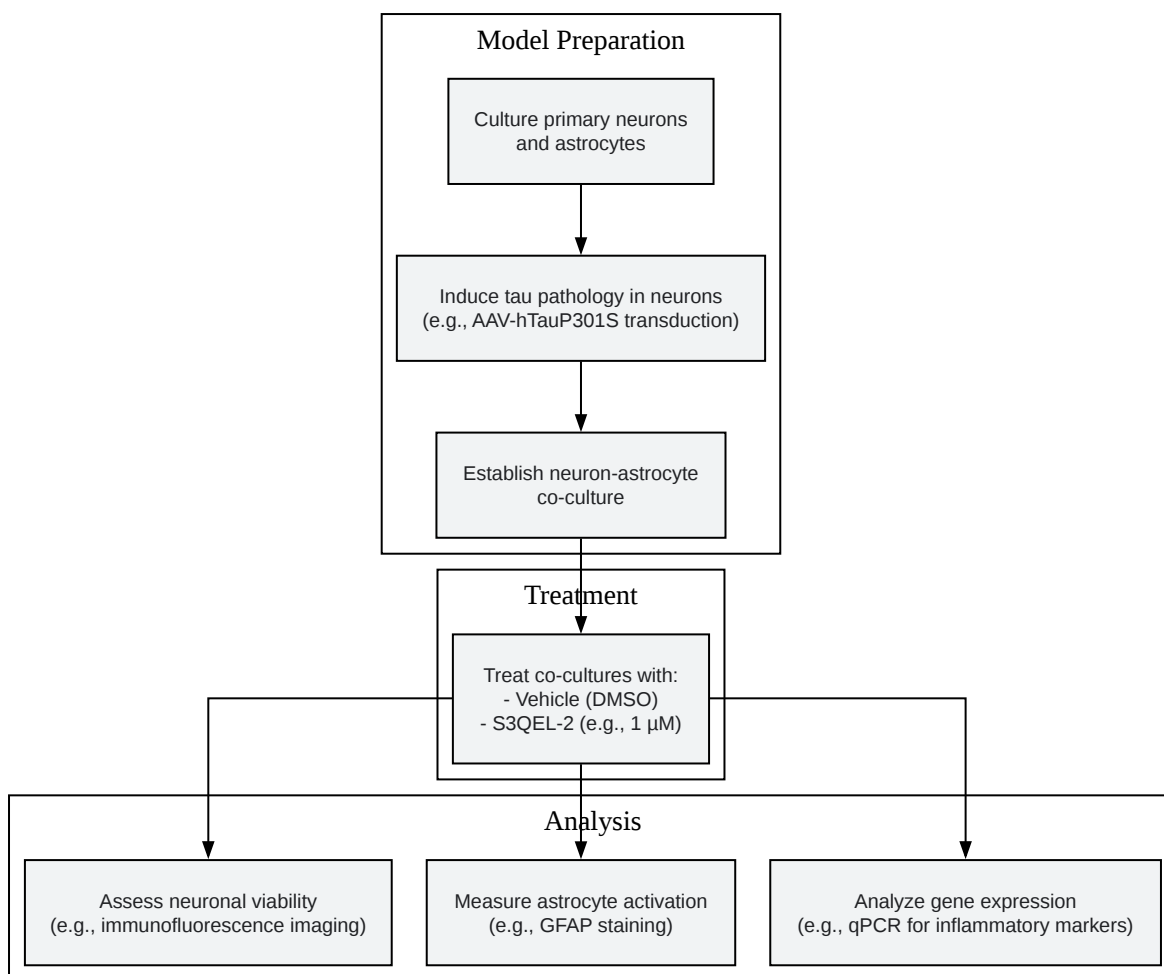 Model Preparation
Culture primary neurons
and astrocytes
Induce tau pathology in neurons
(e.g., AAV-hTauP301S transduction)
Establish neuron-astrocyte
co-culture
Treatment
Treat co-cultures with:
- Vehicle (DMSO)
- S3QEL-2 (e.g., 1 µM)
Analysis
Assess neuronal viability
(e.g., immunofluorescence imaging)
Measure astrocyte activation
(e.g., GFAP staining)
Analyze gene expression
(e.g., qPCR for inflammatory markers)